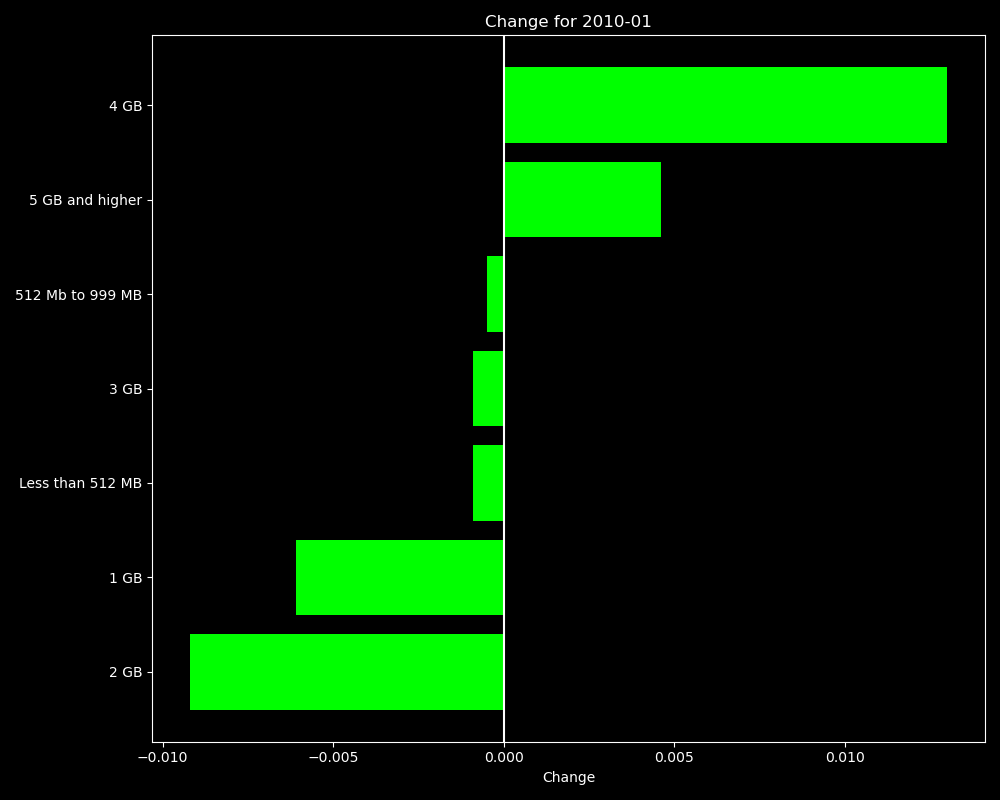 Change for 2010-01
4 GB
5 GB and higher
512 Mb to 999 MB
3 GB
Less than 512 MB
1 GB
2 GB
−0.010 −0.005 0.000 0.005 0.010
Change